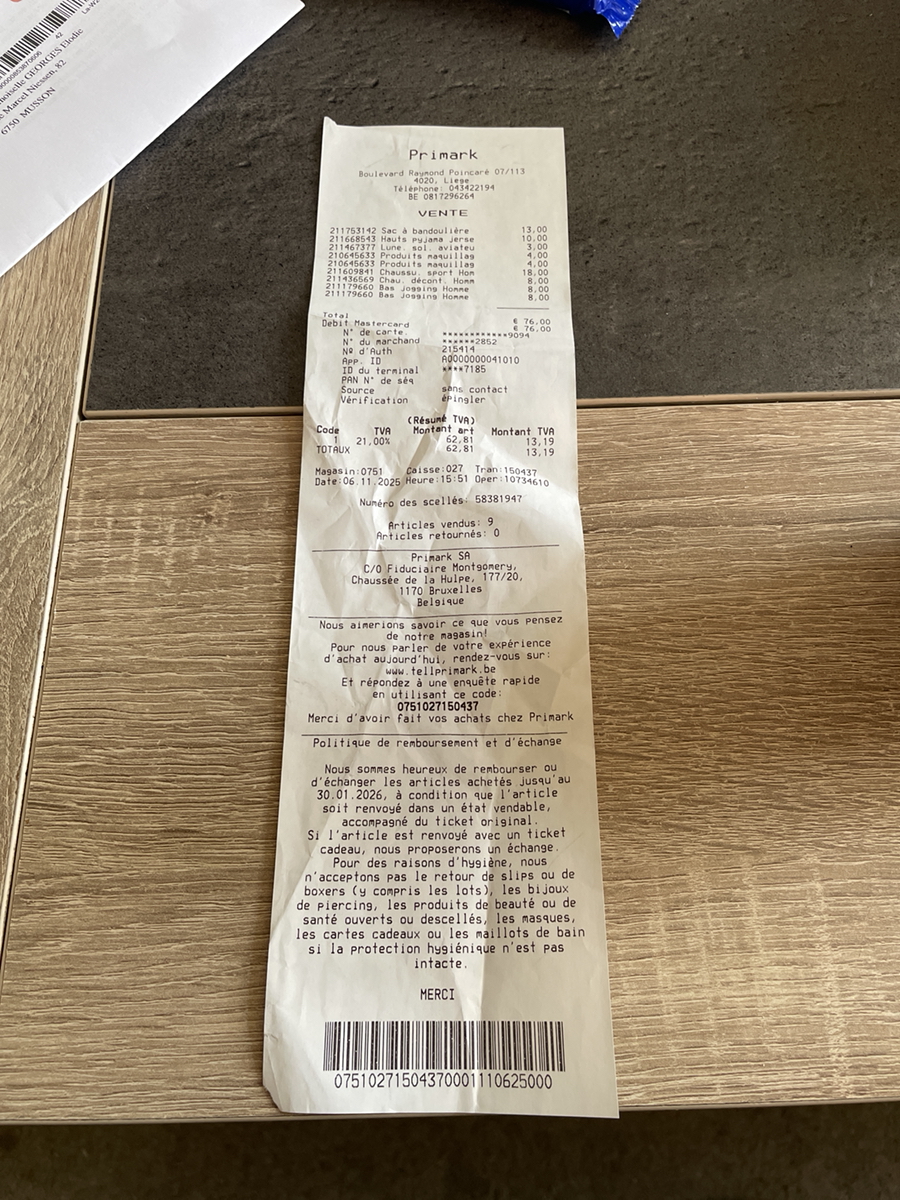 La-W2
42
GEORGES Elodie
Marcel Niessen, 82
6750 MUSSON
Primark
Boulevard Raymond Poincaré 07/113
4020, Liege
Téléphone: 043422194
BE 0817296264
VENTE
211753142 Sac à bandoulière 13,00
211668543 Hauts pyjama jerse 10,00
211467377 Lune. sol. aviateu 3,00
210645633 Produits maquillag 4,00
210645633 Produits maquillag 4,00
211609841 Chaussu. sport Hom 18,00
211436569 Chau. décont. Homm 8,00
211179660 Bas jogging Homme 8,00
211179660 Bas jogging Homme 8,00
Total € 76,00
Debit Mastercard € 76,00
N° de carte. ************9094
N° du marchand ******2852
Nº d'Auth 215414
App. ID A0000000041010
ID du terminal ****7185
PAN N° de séq
Source sans contact
Vérification épingler
(Résumé TVA)
Code TVA Montant art Montant TVA
1 21,00% 62,81 13,19
TOTAUX 62,81 13,19
Magasin:0751 Caisse:027 Tran:150437
Date:06.11.2025 Heure:15:51 Oper:10734610
Numéro des scellés: 58381947
Articles vendus: 9
Articles retournés: 0
Primark SA
C/O Fiduciaire Montgomery,
Chaussée de la Hulpe, 177/20,
1170 Bruxelles
Belgique
Nous aimerions savoir ce que vous pensez
de notre magasin!
Pour nous parler de votre expérience
d'achat aujourd'hui, rendez-vous sur:
www.tellprimark.be
Et répondez à une enquête rapide
en utilisant ce code:
0751027150437
Merci d'avoir fait vos achats chez Primark
Politique de remboursement et d'échange
Nous sommes heureux de rembourser ou
d'échanger les articles achetés jusqu'au
30.01.2026, à condition que l'article
soit renvoyé dans un état vendable,
accompagné du ticket original.
Si l'article est renvoyé avec un ticket
cadeau, nous proposerons un échange.
Pour des raisons d'hygiène, nous
n'acceptons pas le retour de slips ou de
boxers (y compris les lots), les bijoux
de piercing, les produits de beauté ou de
santé ouverts ou descellés, les masques,
les cartes cadeaux ou les maillots de bain
si la protection hygiénique n'est pas
intacte.
MERCI
07510271504370001110625000